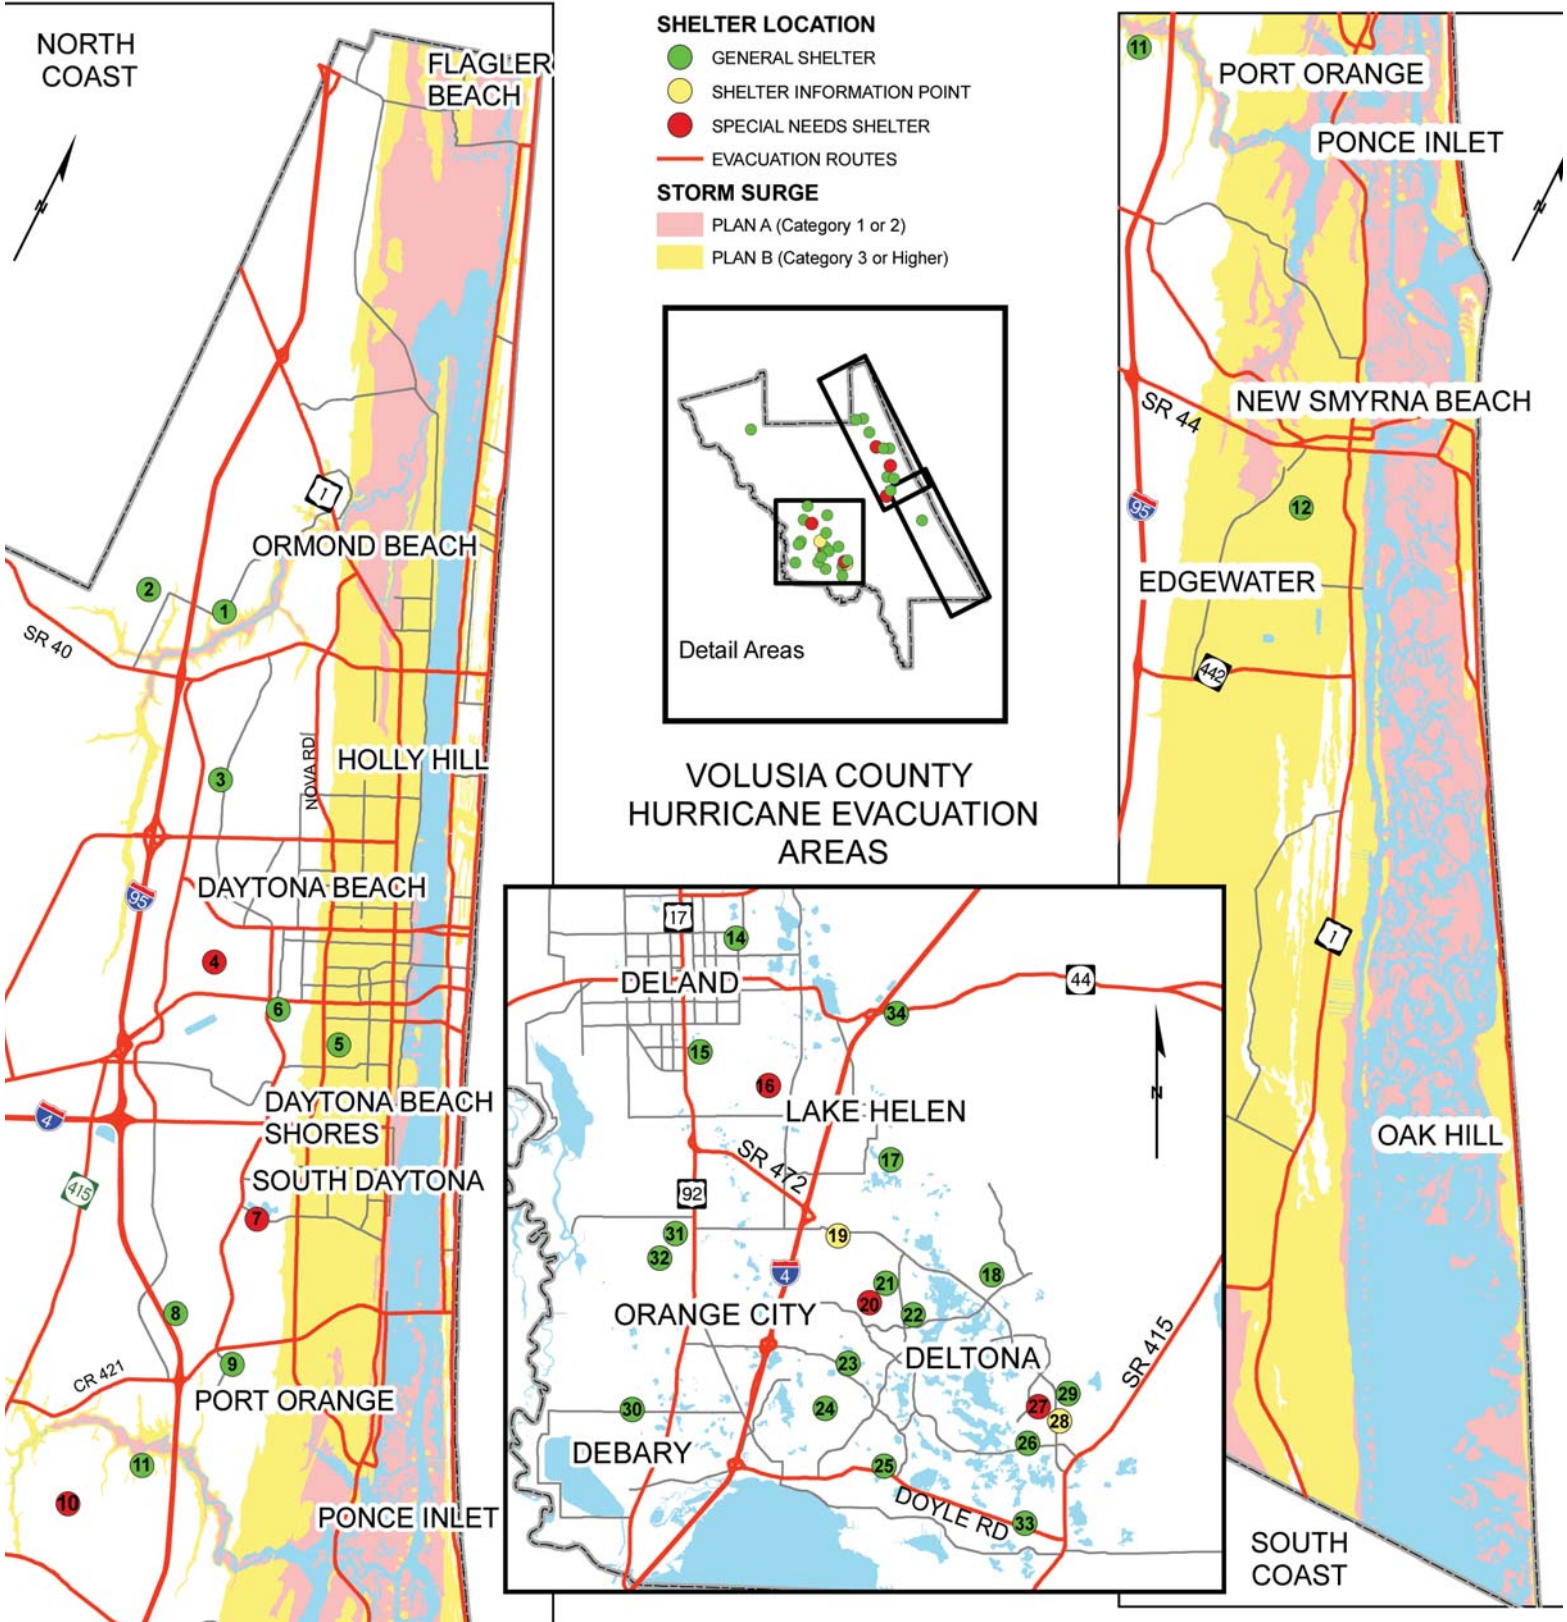 NORTH
COAST
FLAGLER
BEACH
N
1
ORMOND BEACH
2
1
SR 40
3
NOVA RD
HOLLY HILL
DAYTONA BEACH
95
4
6
5
DAYTONA BEACH
SHORES
4
SOUTH DAYTONA
415
7
8
9
CR 421
PORT ORANGE
11
10
PONCE INLET
SHELTER LOCATION
GENERAL SHELTER
SHELTER INFORMATION POINT
SPECIAL NEEDS SHELTER
EVACUATION ROUTES
STORM SURGE
PLAN A (Category 1 or 2)
PLAN B (Category 3 or Higher)
Detail Areas
VOLUSIA COUNTY
HURRICANE EVACUATION
AREAS
17
14
DELAND
44
34
15
16
N
LAKE HELEN
17
SR 472
92
31
19
32
4
18
21
20
22
ORANGE CITY
SR 415
23
DELTONA
29
27
28
30
24
26
DEBARY
25
DOYLE RD
33
11
PORT ORANGE
PONCE INLET
N
SR 44
NEW SMYRNA BEACH
95
12
EDGEWATER
442
1
OAK HILL
SOUTH
COAST